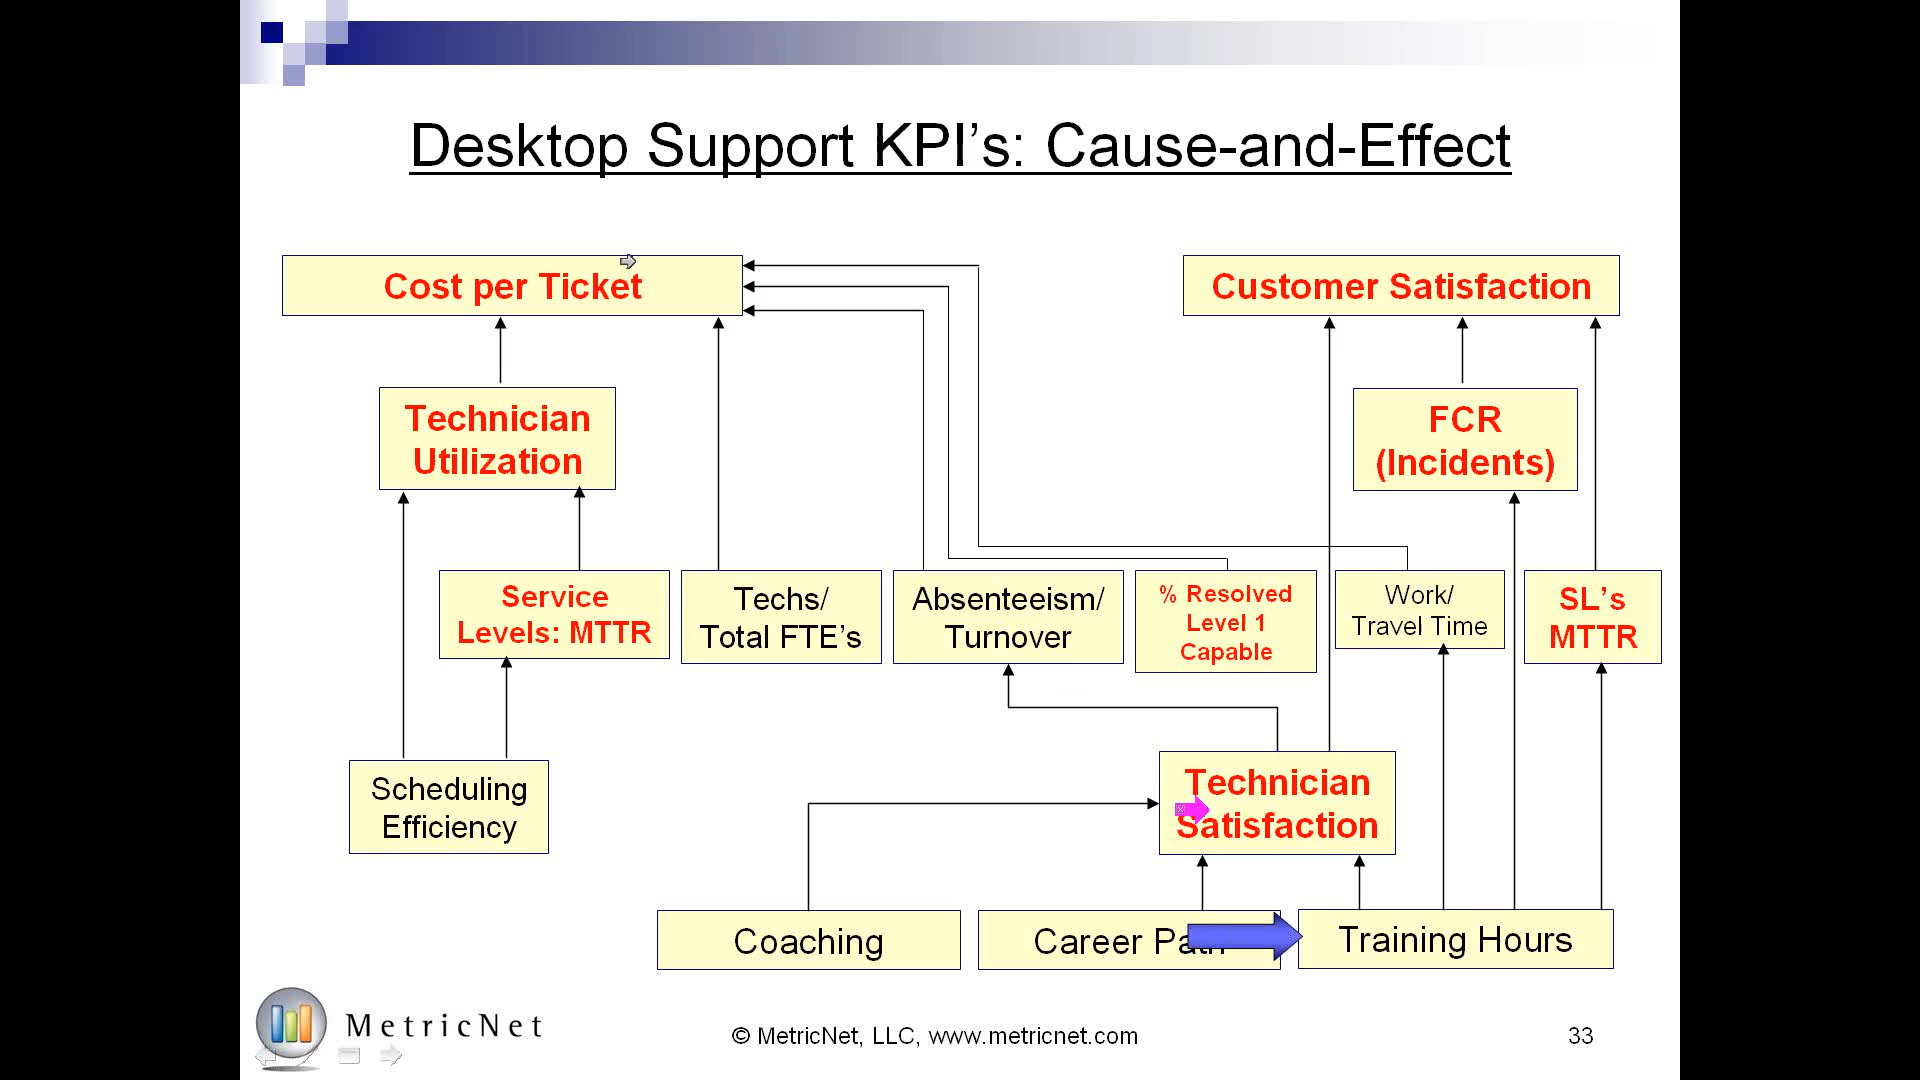 Desktop Support KPI's: Cause-and-Effect
Cost per Ticket
Customer Satisfaction
Technician
Utilization
FCR
(Incidents)
Service
Levels: MTTR
Techs/
Total FTE's
Absenteeism/
Turnover
% Resolved
Level 1
Capable
Work/
Travel Time
SL's
MTTR
Scheduling
Efficiency
Technician
Satisfaction
Coaching
Career Path
Training Hours
MetricNet
© MetricNet, LLC, www.metricnet.com
33